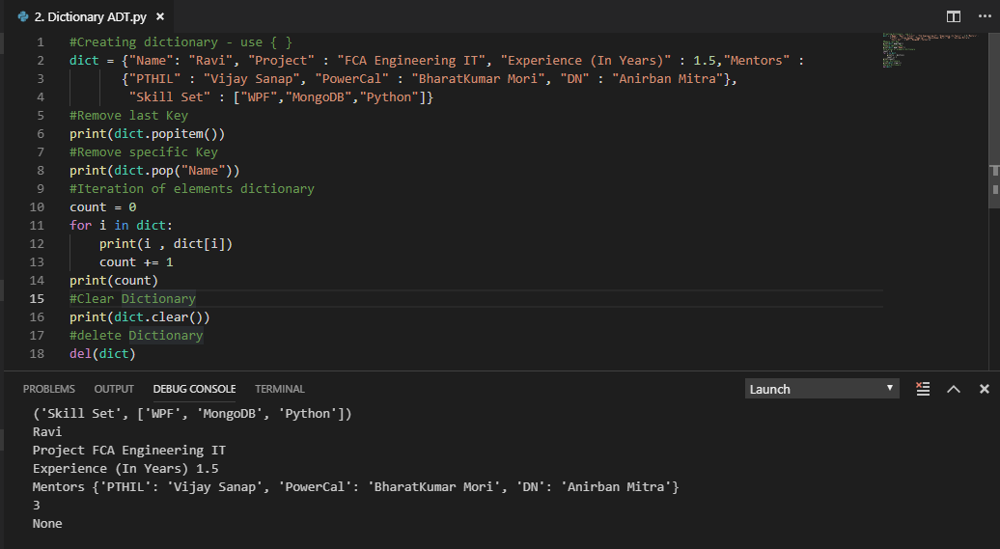 2. Dictionary ADT.py ×
1 #Creating dictionary - use { }
2 dict = {"Name": "Ravi", "Project" : "FCA Engineering IT", "Experience (In Years)" : 1.5,"Mentors" :
3 {"PTHIL" : "Vijay Sanap", "PowerCal" : "BharatKumar Mori", "DN" : "Anirban Mitra"},
4 "Skill Set" : ["WPF","MongoDB","Python"]}
5 #Remove last Key
6 print(dict.popitem())
7 #Remove specific Key
8 print(dict.pop("Name"))
9 #Iteration of elements dictionary
10 count = 0
11 for i in dict:
12 print(i , dict[i])
13 count += 1
14 print(count)
15 #Clear Dictionary
16 print(dict.clear())
17 #delete Dictionary
18 del(dict)
PROBLEMS OUTPUT DEBUG CONSOLE TERMINAL Launch
('Skill Set', ['WPF', 'MongoDB', 'Python'])
Ravi
Project FCA Engineering IT
Experience (In Years) 1.5
Mentors {'PTHIL': 'Vijay Sanap', 'PowerCal': 'BharatKumar Mori', 'DN': 'Anirban Mitra'}
3
None